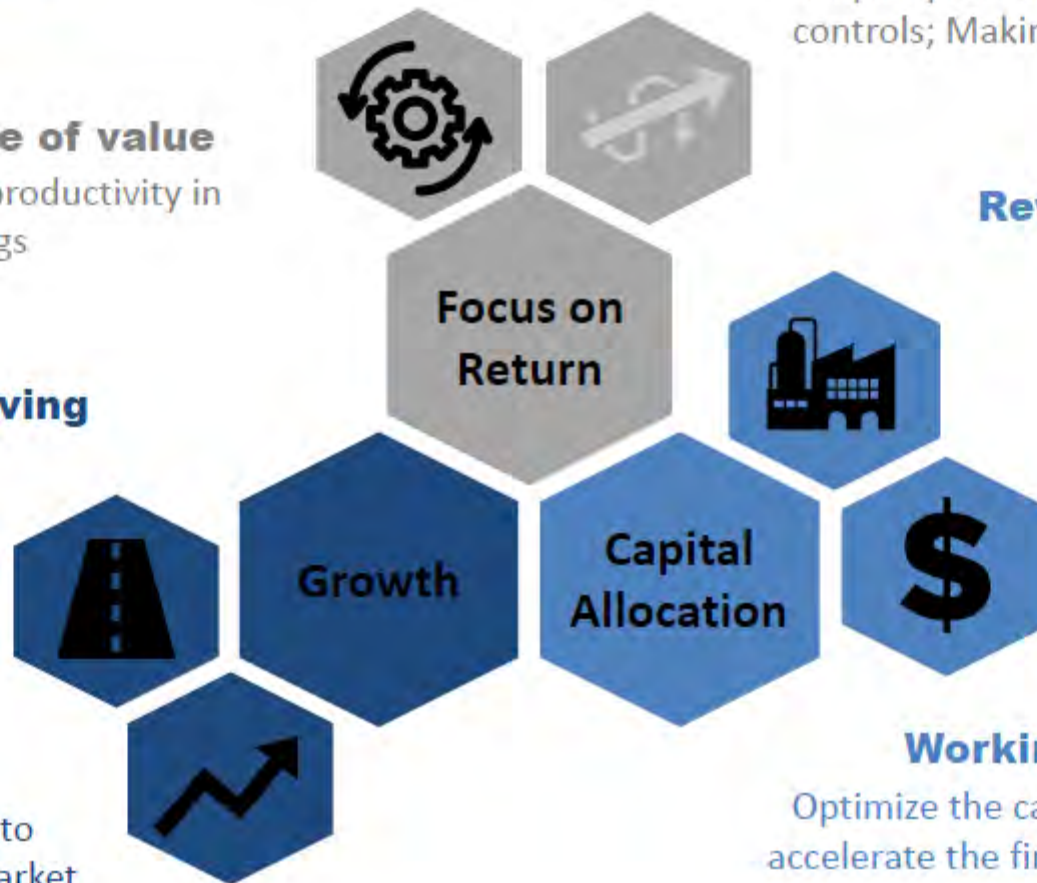 controls; Makin
e of value
productivity in
gs
Rev
Focus on
Return
ving
Growth
Capital
Allocation
$
Workin
Optimize the ca
accelerate the fin
to
arket